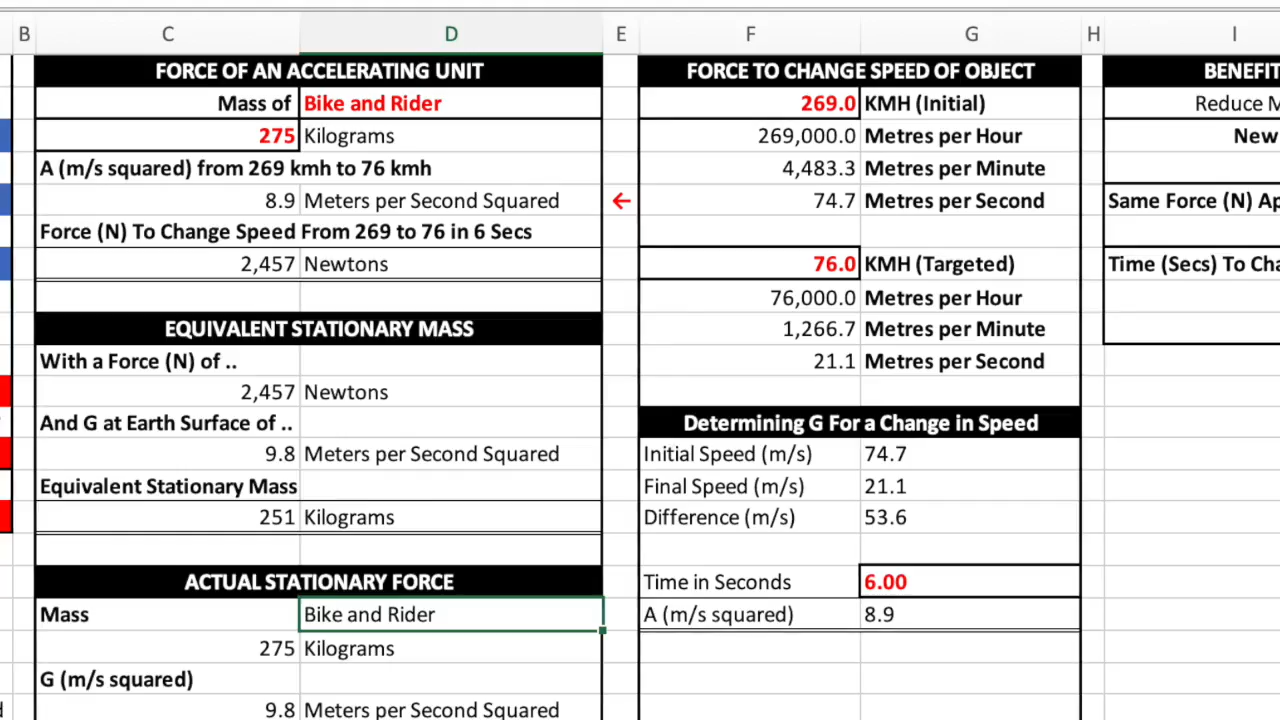 B C D E F G H I
FORCE OF AN ACCELERATING UNIT
Mass of Bike and Rider
275 Kilograms
A (m/s squared) from 269 kmh to 76 kmh
8.9 Meters per Second Squared
Force (N) To Change Speed From 269 to 76 in 6 Secs
2,457 Newtons
EQUIVALENT STATIONARY MASS
With a Force (N) of ..
2,457 Newtons
And G at Earth Surface of ..
9.8 Meters per Second Squared
Equivalent Stationary Mass
251 Kilograms
ACTUAL STATIONARY FORCE
Mass Bike and Rider
275 Kilograms
G (m/s squared)
9.8 Meters per Second Squared
←
FORCE TO CHANGE SPEED OF OBJECT
269.0 KMH (Initial)
269,000.0 Metres per Hour
4,483.3 Metres per Minute
74.7 Metres per Second
76.0 KMH (Targeted)
76,000.0 Metres per Hour
1,266.7 Metres per Minute
21.1 Metres per Second
Determining G For a Change in Speed
Initial Speed (m/s) 74.7
Final Speed (m/s) 21.1
Difference (m/s) 53.6
Time in Seconds 6.00
A (m/s squared) 8.9
BENEFIT
Reduce M
New
Same Force (N) Ap
Time (Secs) To Cha